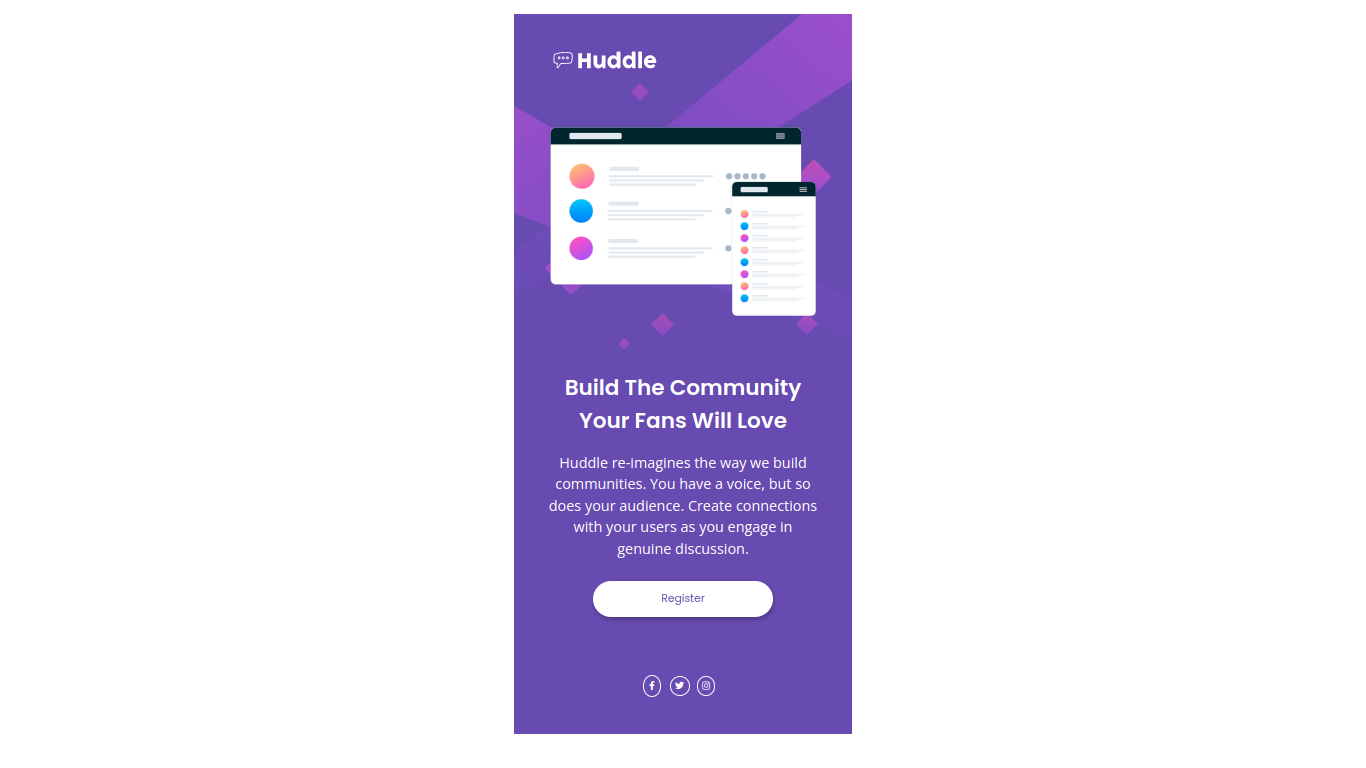 Huddle
Build The Community
Your Fans Will Love
Huddle re-imagines the way we build
communities. You have a voice, but so
does your audience. Create connections
with your users as you engage in
genuine discussion.
Register